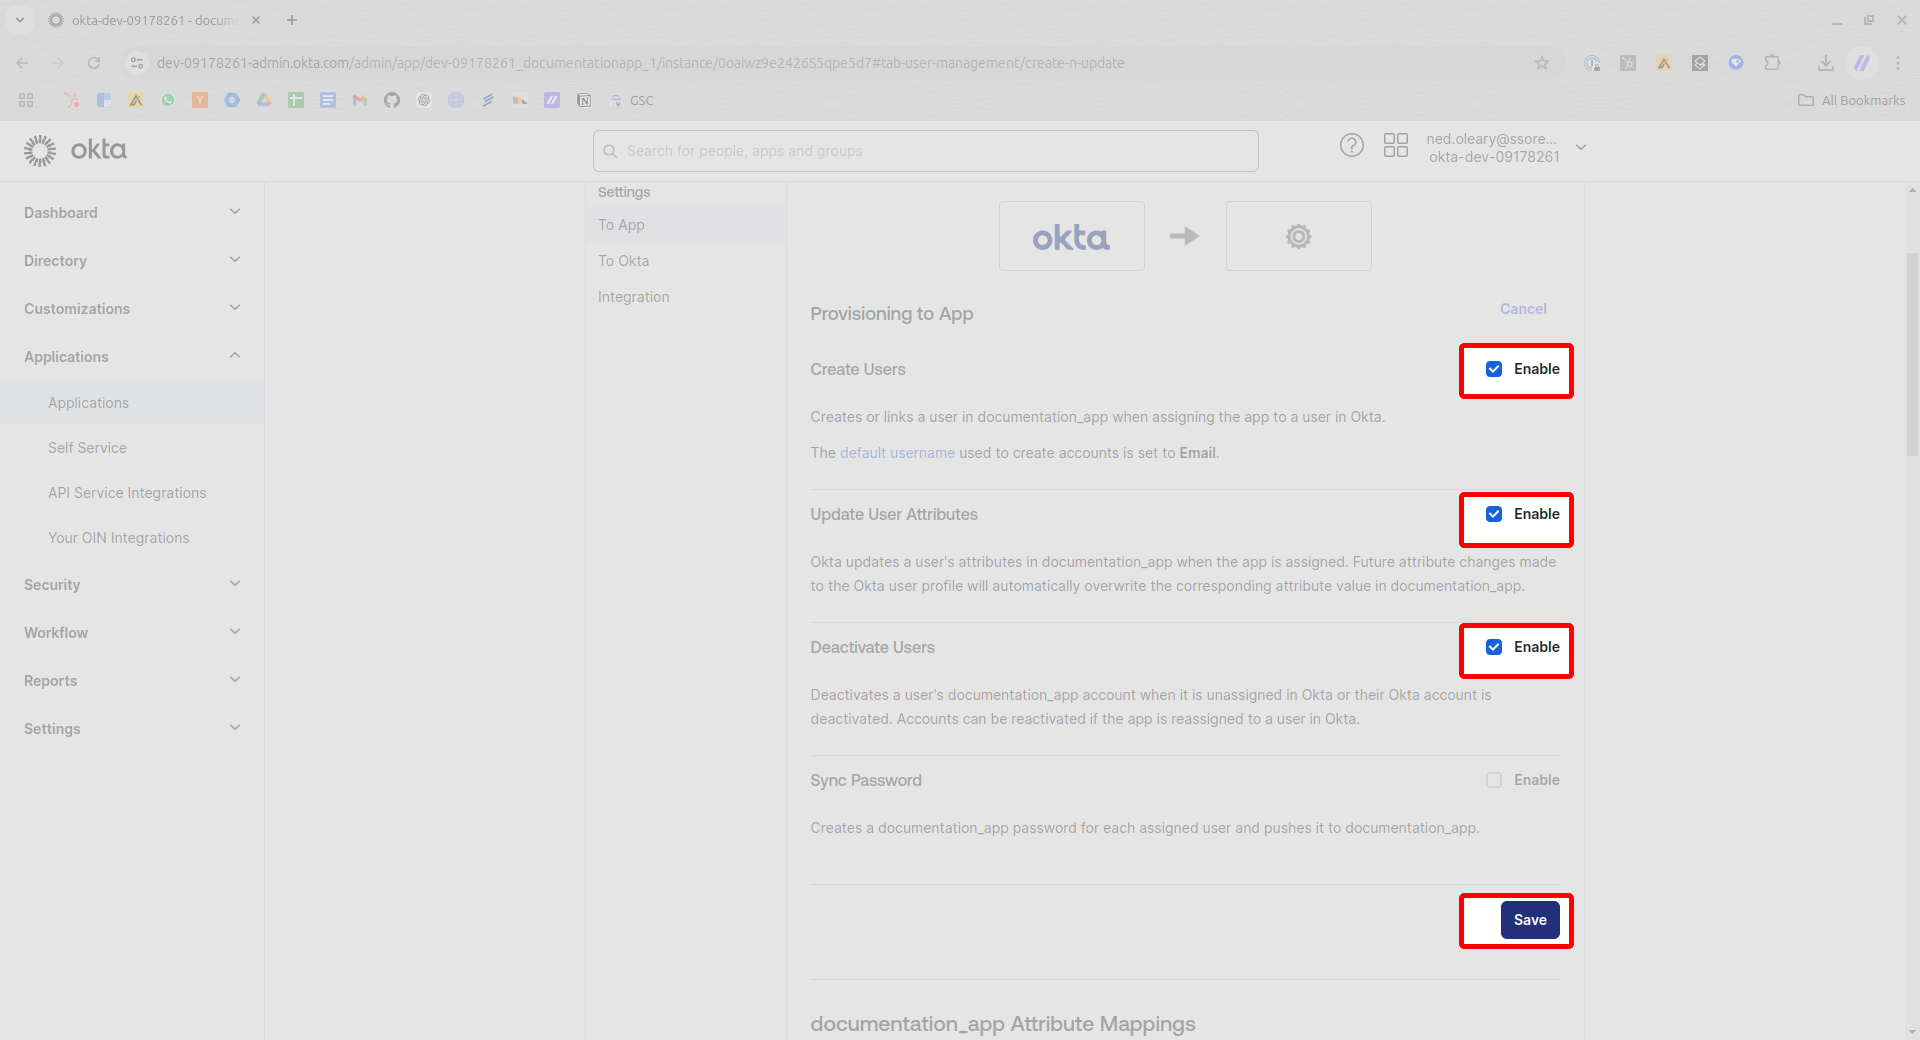 okta-dev-09178261 - docum
dev-09178261-admin.okta.com/admin/app/dev-09178261_documentationapp_1/instance/0oaiwz9e2426S5qpe5d7#tab-user-management/create-n-update
GSC
All Bookmarks
okta
Search for people, apps and groups
ned.oleary@ssore...
okta-dev-09178261
Dashboard
Directory
Customizations
Applications
Applications
Self Service
API Service Integrations
Your OIN Integrations
Security
Workflow
Reports
Settings
Settings
To App
To Okta
Integration
okta
Provisioning to App
Cancel
Create Users
Enable
Creates or links a user in documentation_app when assigning the app to a user in Okta.
The default username used to create accounts is set to Email.
Update User Attributes
Enable
Okta updates a user's attributes in documentation_app when the app is assigned. Future attribute changes made
to the Okta user profile will automatically overwrite the corresponding attribute value in documentation_app.
Deactivate Users
Enable
Deactivates a user's documentation_app account when it is unassigned in Okta or their Okta account is
deactivated. Accounts can be reactivated if the app is reassigned to a user in Okta.
Sync Password
Enable
Creates a documentation_app password for each assigned user and pushes it to documentation_app.
Save
documentation_app Attribute Mappings